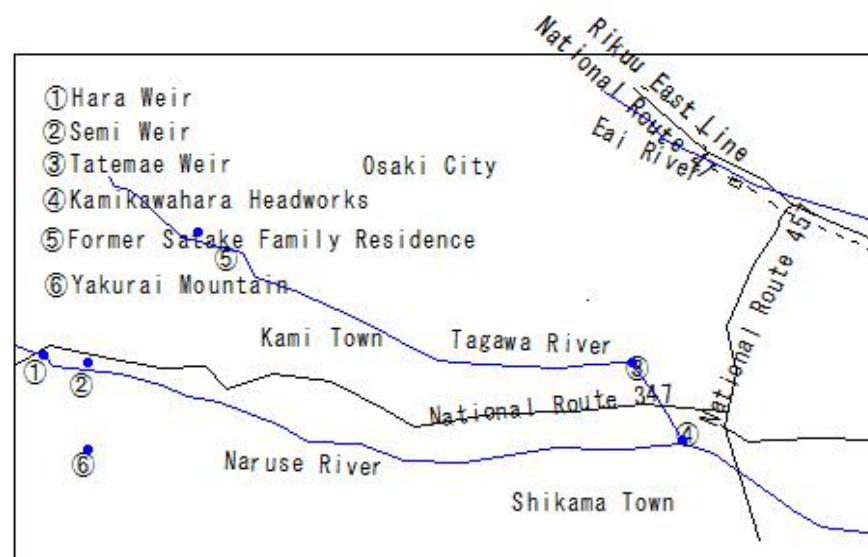 ①Hara Weir
②Semi Weir
③Tatemae Weir
④Kamikawahara Headworks
⑤Former Satake Family Residence
⑥Yakurai Mountain
Rikuu East Line
National Route 47
Eai River
Osaki City
National Route 457
⑤
Kami Town
Tagawa River
①
②
③
National Route 347
④
⑥
Naruse River
Shikama Town